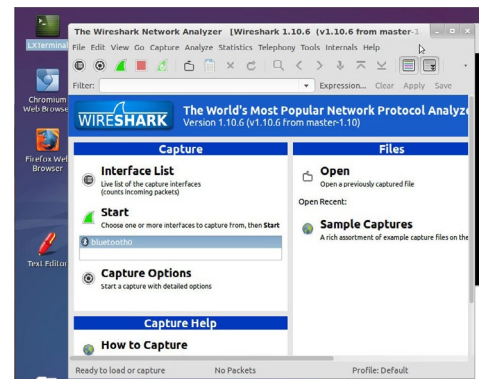 LXTerminal
Chromium
Web Browse
Firefox Web
Browser
Text Editor
The Wireshark Network Analyzer [Wireshark 1.10.6 (v1.10.6 from master-1
File Edit View Go Capture Analyze Statistics Telephony Tools Internals Help
Filter:
Expression... Clear Apply Save
WIRESHARK
The World's Most Popular Network Protocol Analyze
Version 1.10.6 (v1.10.6 from master-1.10)
Capture
Interface List
Live list of the capture interfaces
(counts incoming packets)
Start
Choose one or more interfaces to capture from, then Start
bluetooth0
Capture Options
Start a capture with detailed options
Capture Help
How to Capture
Files
Open
Open a previously captured file
Open Recent:
Sample Captures
A rich assortment of example capture files on the
Ready to load or capture
No Packets
Profile: Default